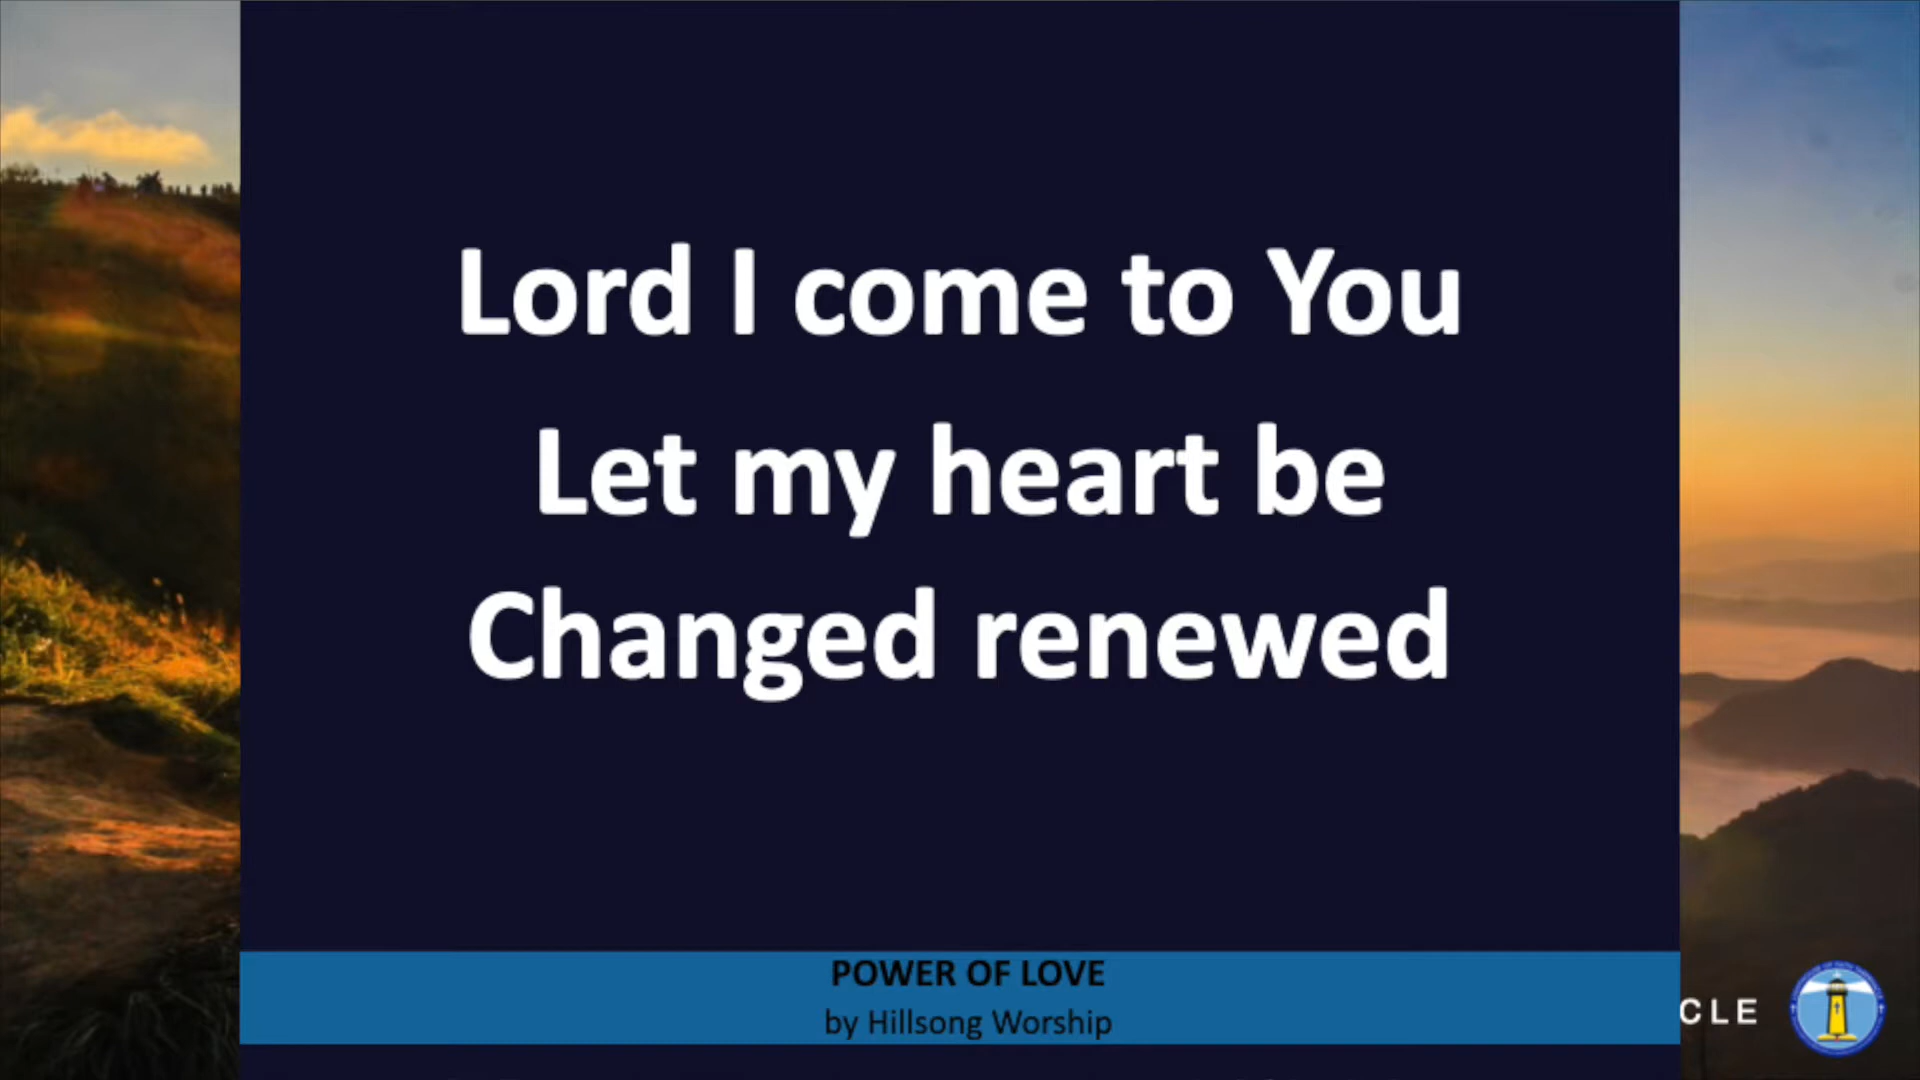 Lord I come to You
Let my heart be
Changed renewed
POWER OF LOVE
by Hillsong Worship
CLE